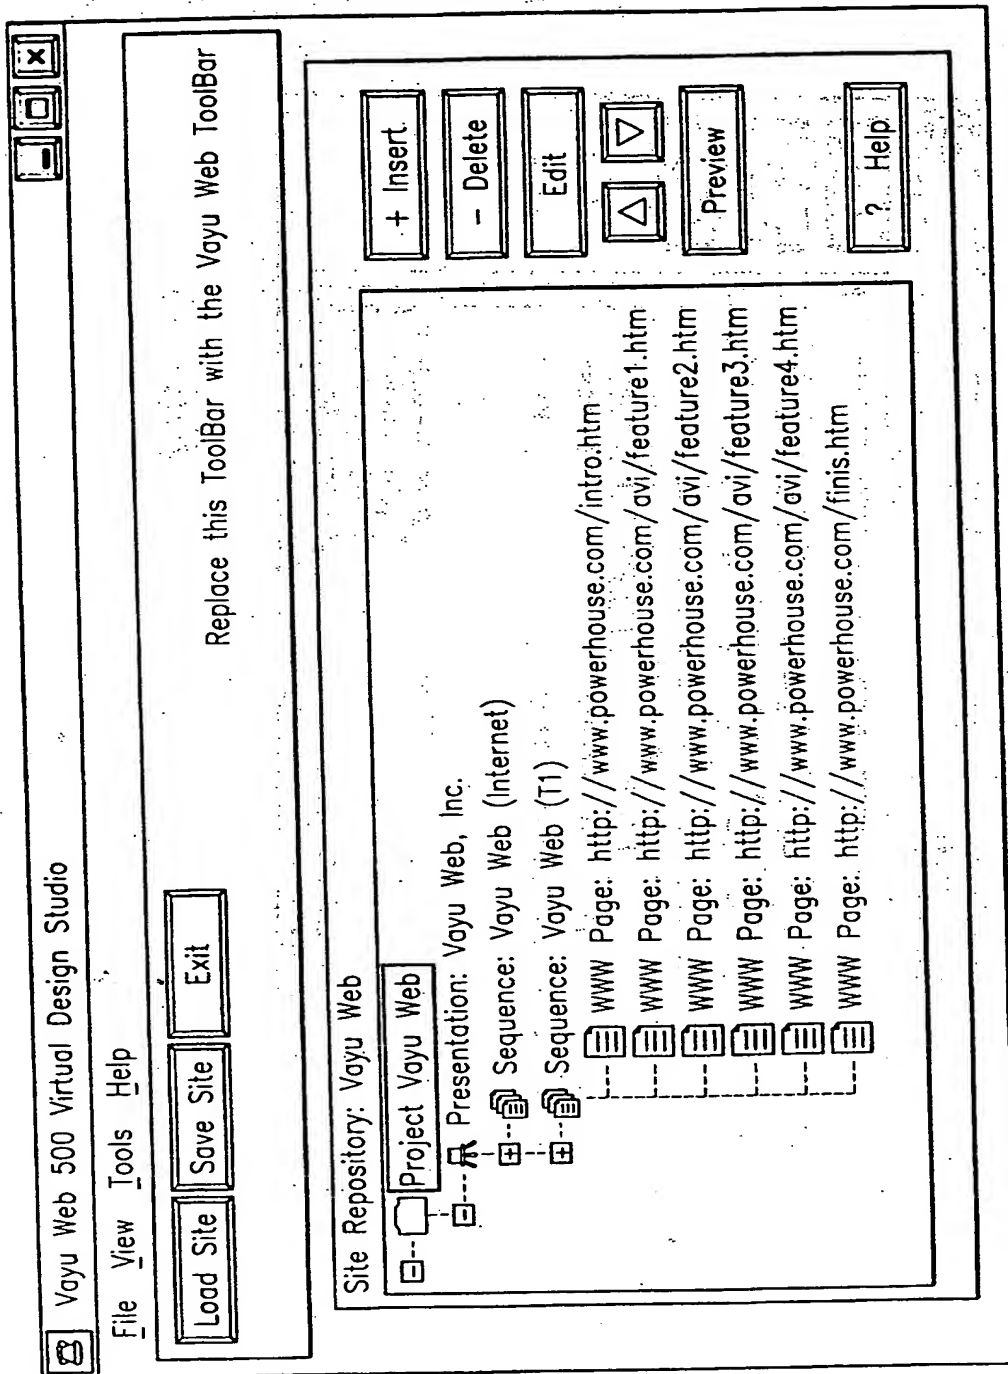 Vayu Web 500 Virtual Design Studio
File View Tools Help
Load Site
Save Site
Exit
Replace this ToolBar with the Vayu Web ToolBar
Site Repository: Vayu Web
Project Vayu Web
Presentation: Vayu Web, Inc.
Sequence: Vayu Web (Internet)
Sequence: Vayu Web (T1)
WWW Page: http://www.powerhouse.com/intro.htm
WWW Page: http://www.powerhouse.com/avi/feature1.htm
WWW Page: http://www.powerhouse.com/avi/feature2.htm
WWW Page: http://www.powerhouse.com/avi/feature3.htm
WWW Page: http://www.powerhouse.com/avi/feature4.htm
WWW Page: http://www.powerhouse.com/finis.htm
+ Insert
- Delete
Edit
Preview
? Help